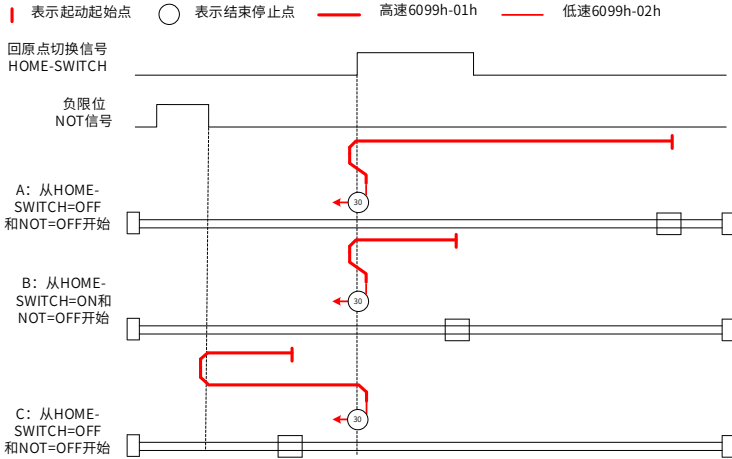 表示起动起始点 表示结束停止点 高速6099h-01h 低速6099h-02h
回原点切换信号
HOME-SWITCH
负限位
NOT信号
A：从HOME-
SWITCH=OFF
和NOT=OFF开始
30
B：从HOME-
SWITCH=ON和
NOT=OFF开始
30
C：从HOME-
SWITCH=OFF
和NOT=OFF开始
30